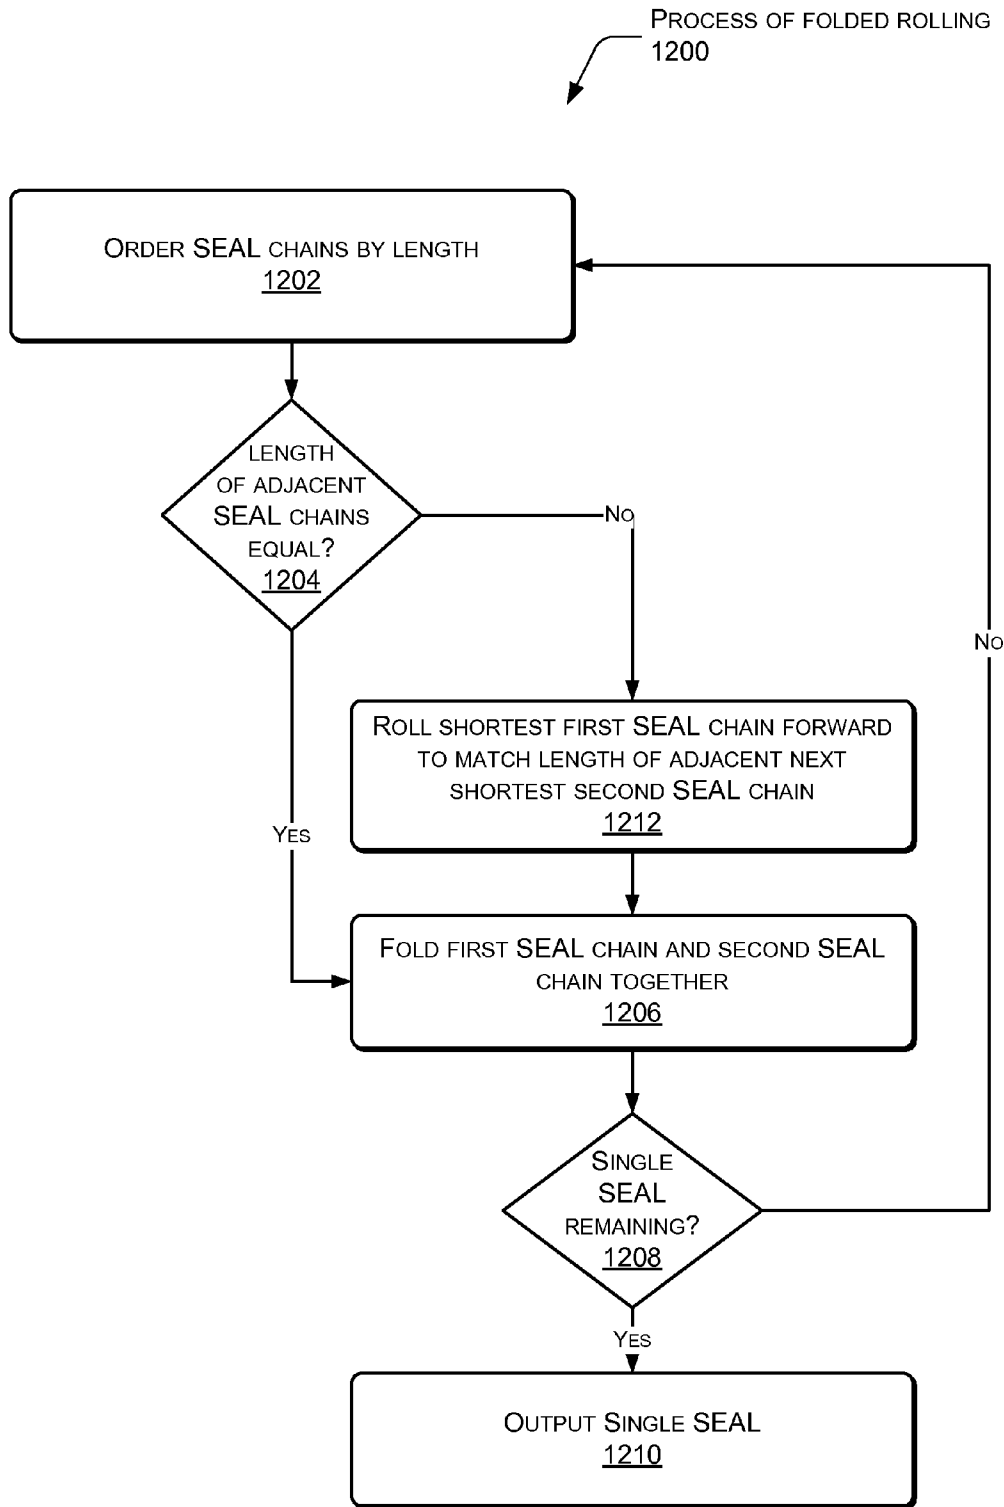 PROCESS OF FOLDED ROLLING
1200
ORDER SEAL CHAINS BY LENGTH
1202
LENGTH
OF ADJACENT
SEAL CHAINS
EQUAL?
1204
NO
NO
ROLL SHORTEST FIRST SEAL CHAIN FORWARD
TO MATCH LENGTH OF ADJACENT NEXT
SHORTEST SECOND SEAL CHAIN
1212
YES
FOLD FIRST SEAL CHAIN AND SECOND SEAL
CHAIN TOGETHER
1206
SINGLE
SEAL
REMAINING?
1208
YES
OUTPUT SINGLE SEAL
1210